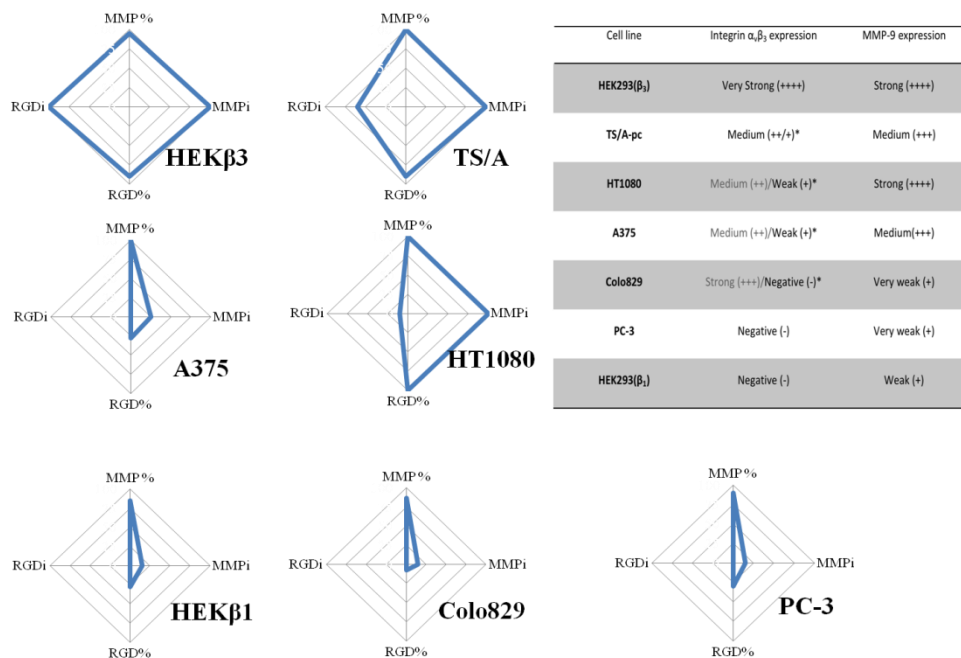 MMP%
RGDi
MMPi
HEKβ3
RGD%
MMP%
RGDi
MMPi
TS/A
RGD%
MMP%
RGDi
MMPi
A375
RGD%
MMP%
RGDi
MMPi
HT1080
RGD%
Cell line Integrin αvβ3 expression MMP-9 expression
HEK293(β3) Very Strong (++++) Strong (++++)
TS/A-pc Medium (++/+)* Medium (+++)
HT1080 Medium (++)/Weak (+)* Strong (++++)
A375 Medium (++)/Weak (+)* Medium(+++)
Colo829 Strong (+++)/Negative (-)* Very weak (+)
PC-3 Negative (-) Very weak (+)
HEK293(β1) Negative (-) Weak (+)
MMP%
RGDi
MMPi
HEKβ1
RGD%
MMP%
RGDi
MMPi
Colo829
RGD%
MMP%
RGDi
MMPi
PC-3
RGD%